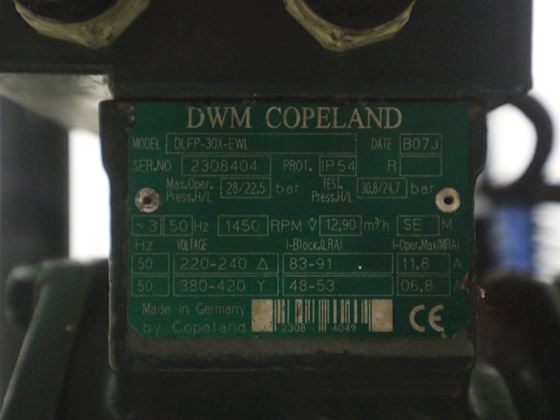 DWM COPELAND
MODEL DLFP-30X-EWL DATE B07J
SER.NO 2308404 PROT. IP54 R
Max.Oper. Press.H/L 28/22,5 bar TEST. Press.H/L 30,8/24,7 bar
~3 50 Hz 1450 RPM V 12,90 m³/h SE M
Hz VOLTAGE I-Block.(LRA) I-Oper.Max(MRA)
50 220-240 Δ 83-91 11,8 A
50 380-420 Y 48-53 06,8 A
Made in Germany
by Copeland 2308 4049 CE